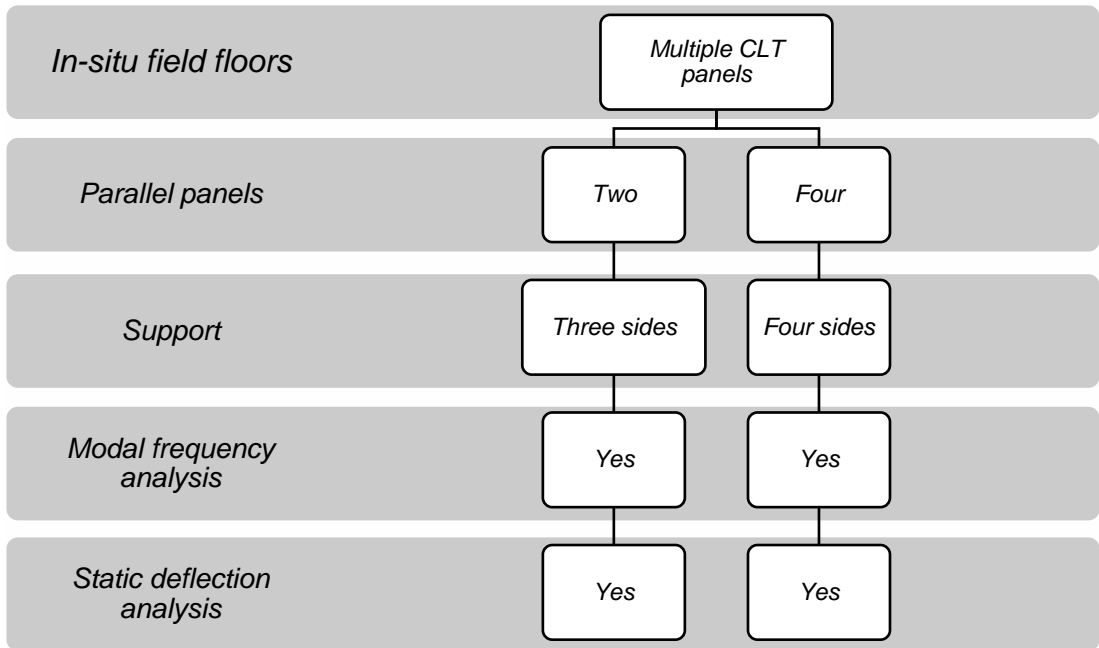 In-situ field floors
Multiple CLT
panels
Parallel panels
Two
Four
Support
Three sides
Four sides
Modal frequency
analysis
Yes
Yes
Static deflection
analysis
Yes
Yes